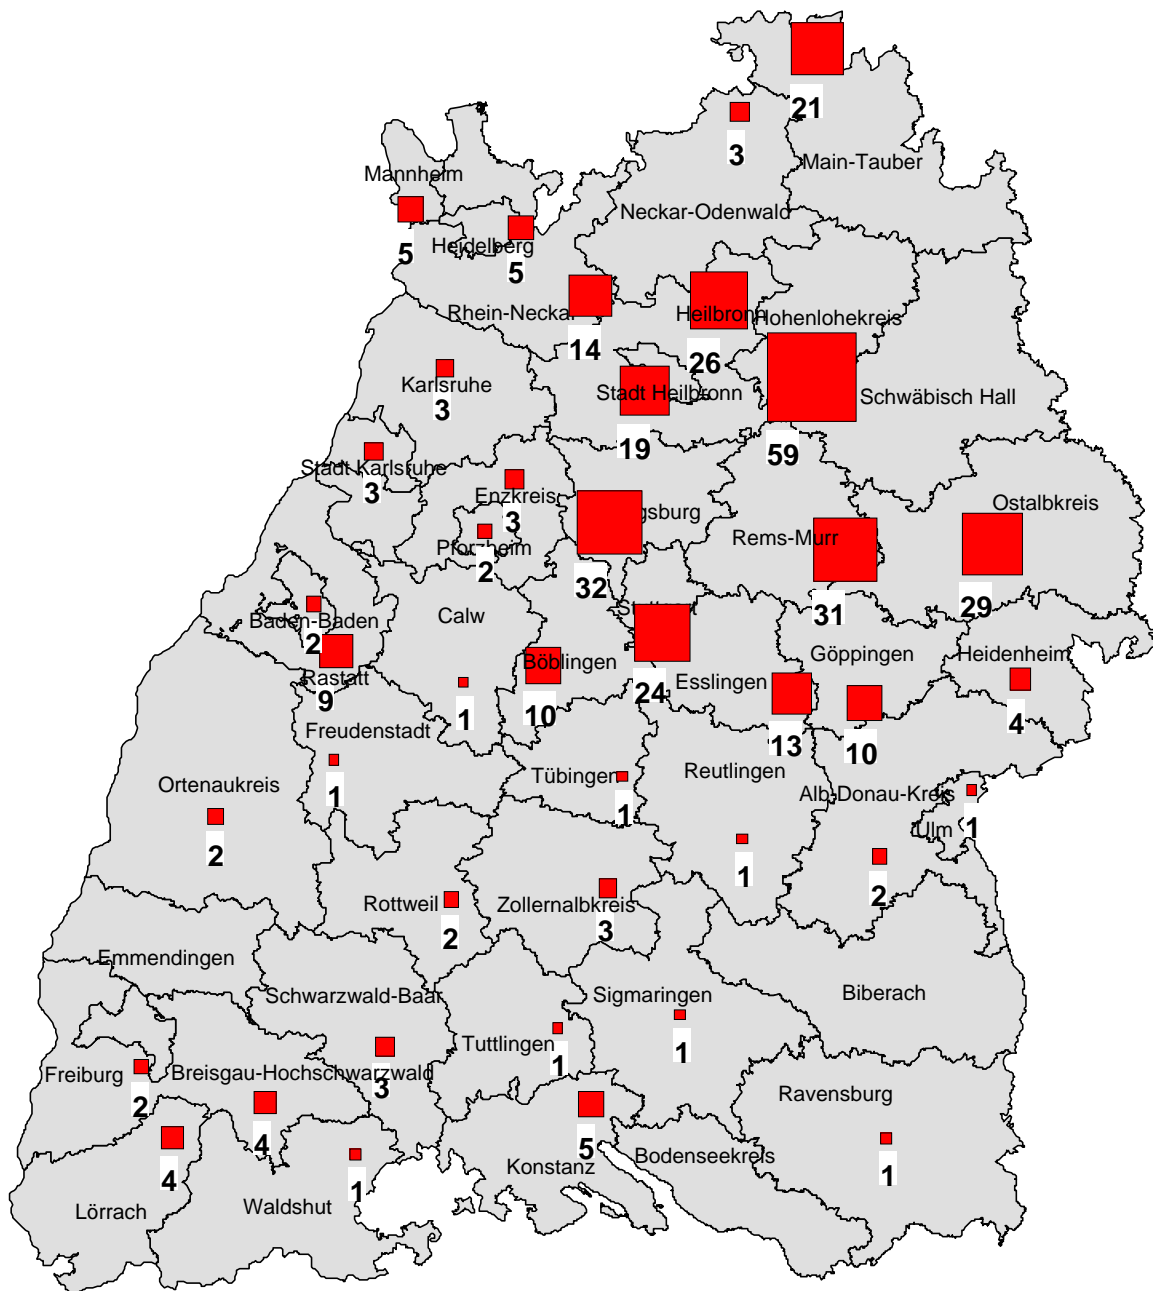 21
3
Main-Tauber
Mannheim
Neckar-Odenwald
5
Heidelberg
5
Rhein-Neckar
Heilbronn
Hohenlohekreis
14
26
Karlsruhe
3
Stadt Heilbronn
Schwäbisch Hall
19
59
Stadt Karlsruhe
3
Enzkreis
3
gsburg
Ostalbkreis
Rems-Murr
Pforzheim
2
32
31
29
Calw
Baden-Baden
2
Böblingen
Göppingen
Heidenheim
Rastatt
9
1
10
24
Esslingen
13
10
4
Freudenstadt
1
Tübingen
1
Reutlingen
Ortenaukreis
2
Alb-Donau-Kreis
1
Ulm
1
2
Rottweil
2
Zollernalbkreis
3
Emmendingen
Schwarzwald-Baar
Sigmaringen
1
Biberach
Tuttlingen
1
Freiburg
2
Breisgau-Hochschwarzwald
3
Ravensburg
4
4
5
1
Konstanz
Bodenseekreis
1
Lörrach
Waldshut